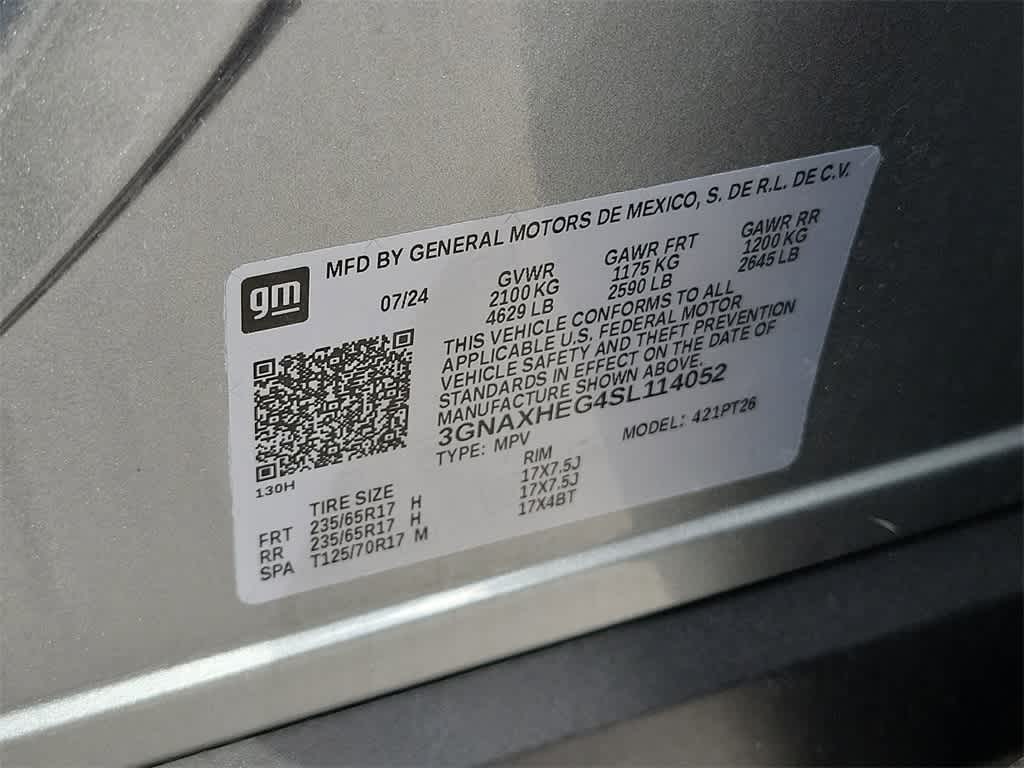 gm
MFD BY GENERAL MOTORS DE MEXICO, S. DE R.L. DE C.V.
07/24
GVWR GAWR FRT GAWR RR
2100 KG 1175 KG 1200 KG
4629 LB 2590 LB 2645 LB
THIS VEHICLE CONFORMS TO ALL
APPLICABLE U.S. FEDERAL MOTOR
VEHICLE SAFETY AND THEFT PREVENTION
STANDARDS IN EFFECT ON THE DATE OF
MANUFACTURE SHOWN ABOVE.
3GNAXHEG4SL114052
TYPE: MPV MODEL: 421PT26
130H
TIRE SIZE RIM
FRT 235/65R17 H 17X7.5J
RR 235/65R17 H 17X7.5J
SPA T125/70R17 M 17X4BT